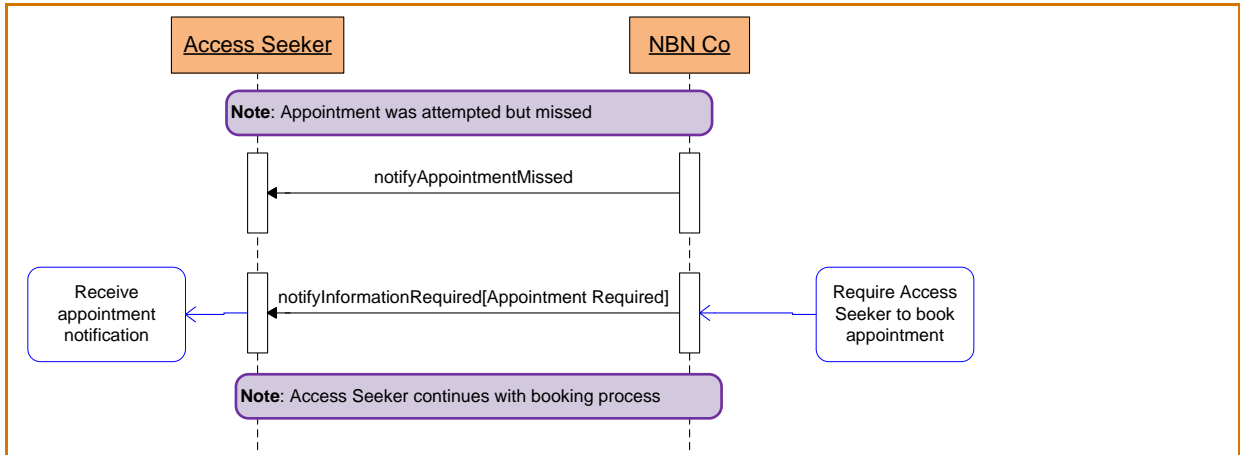 Access Seeker
NBN Co
Note: Appointment was attempted but missed
notifyAppointmentMissed
Receive
appointment
notification
notifyInformationRequired[Appointment Required]
Require Access
Seeker to book
appointment
Note: Access Seeker continues with booking process